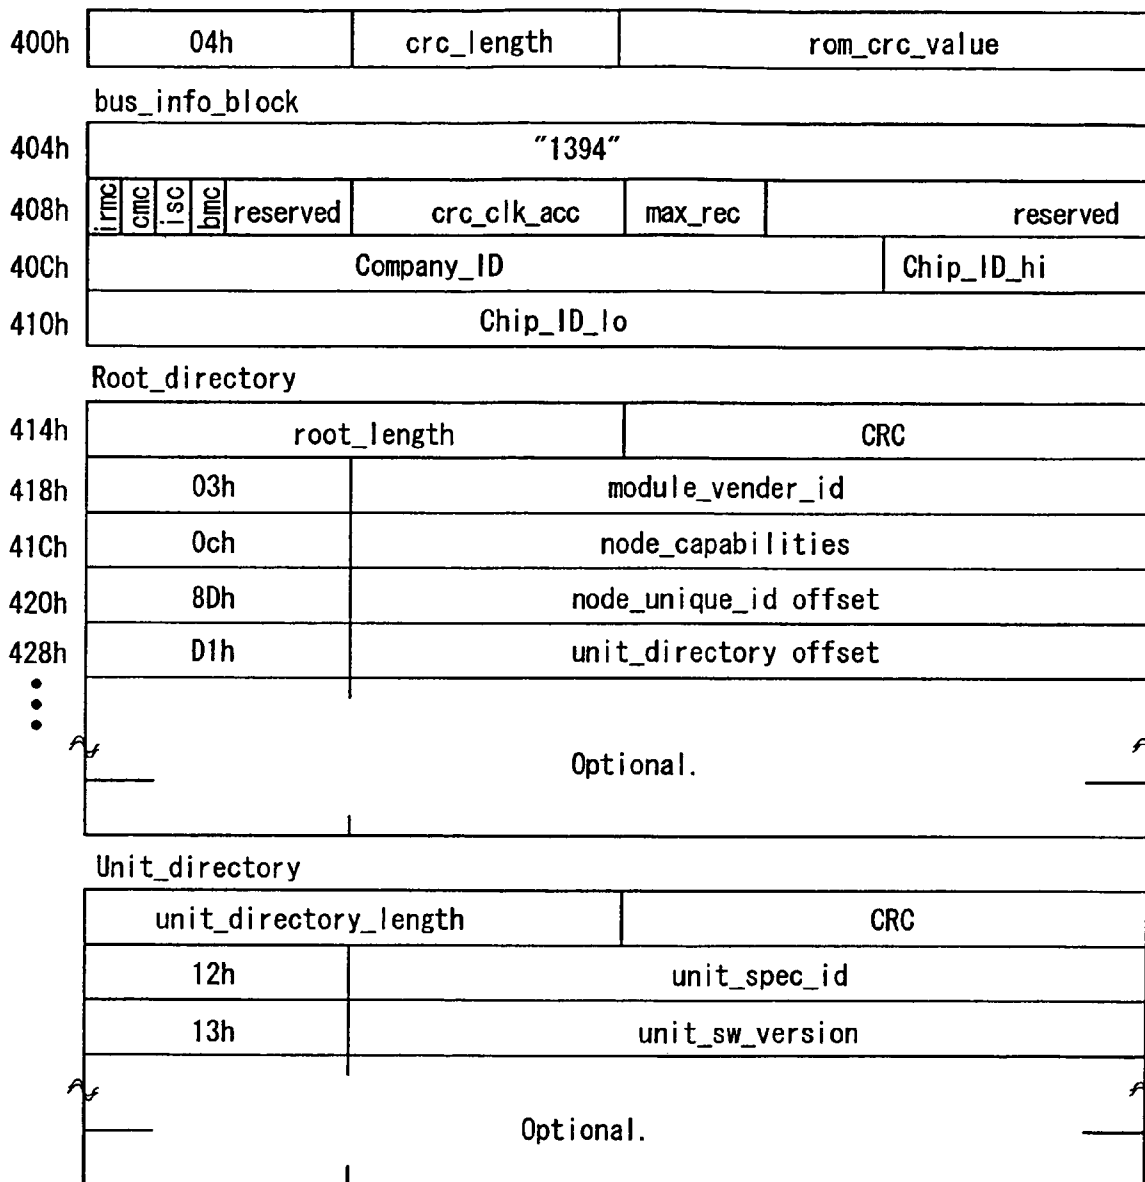 400h 04h crc_length rom_crc_value
bus_info_block
404h "1394"
408h irmc cmc isc bmc reserved crc_clk_acc max_rec reserved
40Ch Company_ID Chip_ID_hi
410h Chip_ID_lo
Root_directory
414h root_length CRC
418h 03h module_vender_id
41Ch 0ch node_capabilities
420h 8Dh node_unique_id offset
428h D1h unit_directory offset
Optional.
Unit_directory
unit_directory_length CRC
12h unit_spec_id
13h unit_sw_version
Optional.